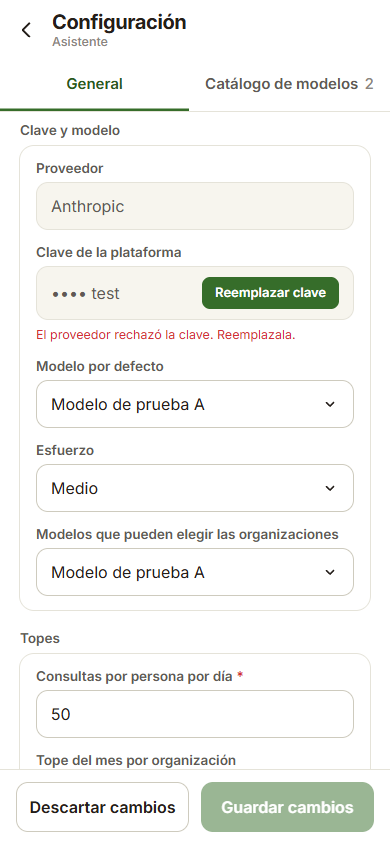 Configuración
Asistente
General
Catálogo de modelos 2
Clave y modelo
Proveedor
Anthropic
Clave de la plataforma
•••• test
Reemplazar clave
El proveedor rechazó la clave. Reemplazala.
Modelo por defecto
Modelo de prueba A
Esfuerzo
Medio
Modelos que pueden elegir las organizaciones
Modelo de prueba A
Topes
Consultas por persona por día *
50
Tope del mes por organización
Descartar cambios
Guardar cambios